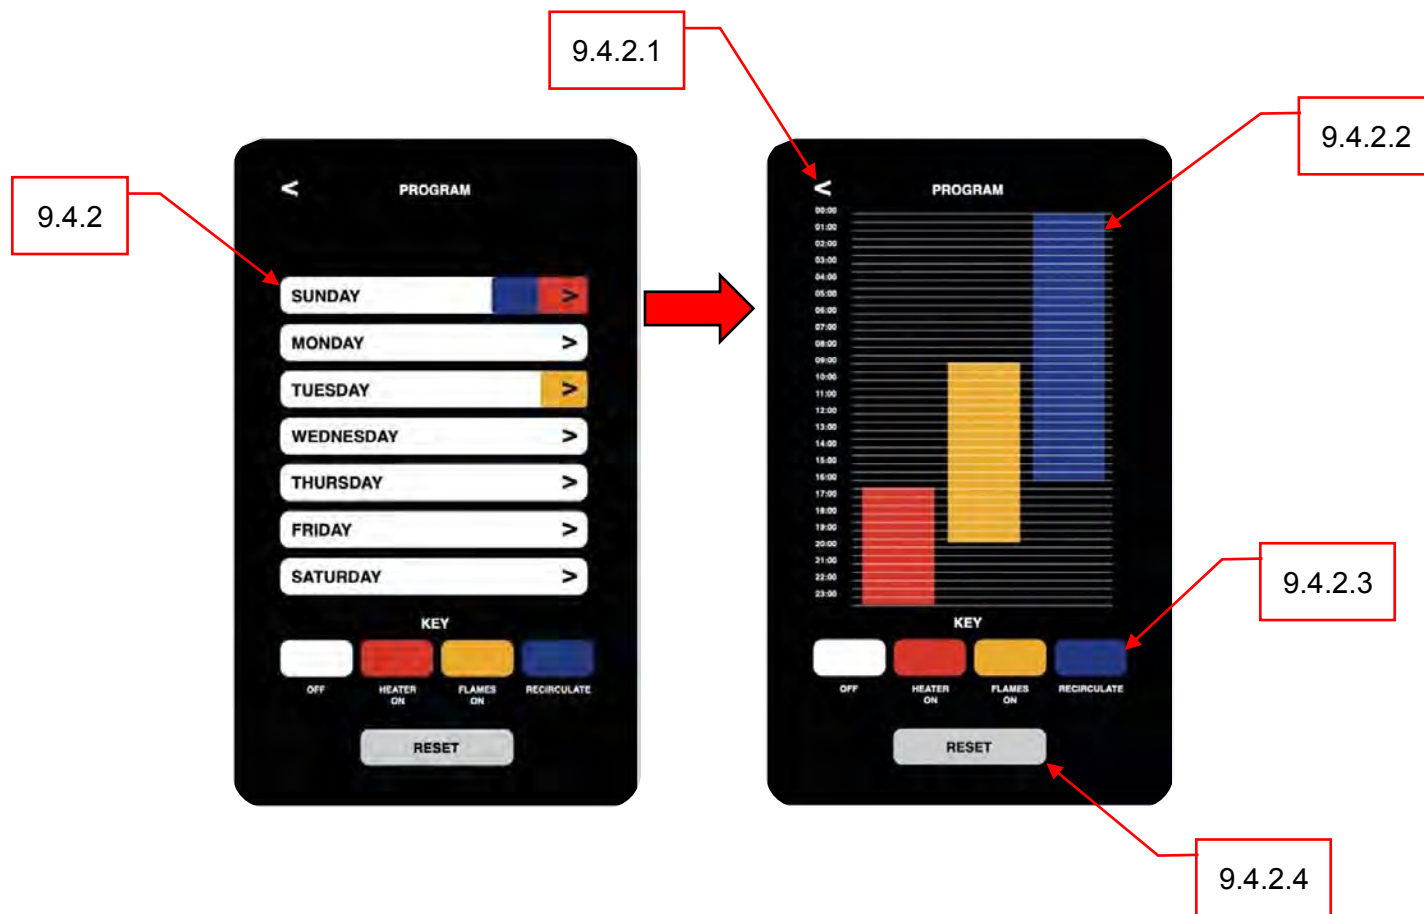 9.4.2.1
9.4.2.2
9.4.2
< PROGRAM
SUNDAY >
MONDAY >
TUESDAY >
WEDNESDAY >
THURSDAY >
FRIDAY >
SATURDAY >
KEY
OFF
HEATER
ON
FLAMES
ON
RECIRCULATE
RESET
< PROGRAM
00:00
01:00
02:00
03:00
04:00
05:00
06:00
07:00
08:00
09:00
10:00
11:00
12:00
13:00
14:00
15:00
16:00
17:00
18:00
19:00
20:00
21:00
22:00
23:00
KEY
OFF
HEATER
ON
FLAMES
ON
RECIRCULATE
RESET
9.4.2.3
9.4.2.4